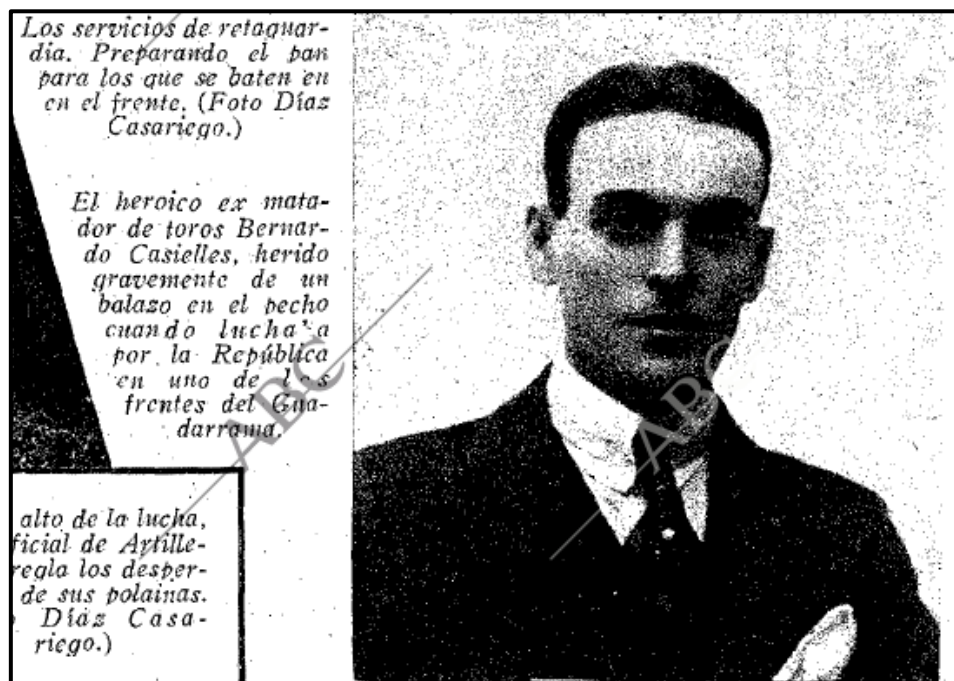 Los servicios de retaguar-
dia. Preparando el pan
para los que se baten en
en el frente. (Foto Díaz
Casariego.)
El heroico ex mata-
dor de toros Bernar-
do Casielles, herido
gravemente de un
balazo en el pecho
cuando lucha a
por la República
en uno de los
frentes del Gua-
darrama.
alto de la lucha,
ficial de Artille-
regla los desper-
de sus polainas.
Díaz Casa-
riego.)
ABC
ABC